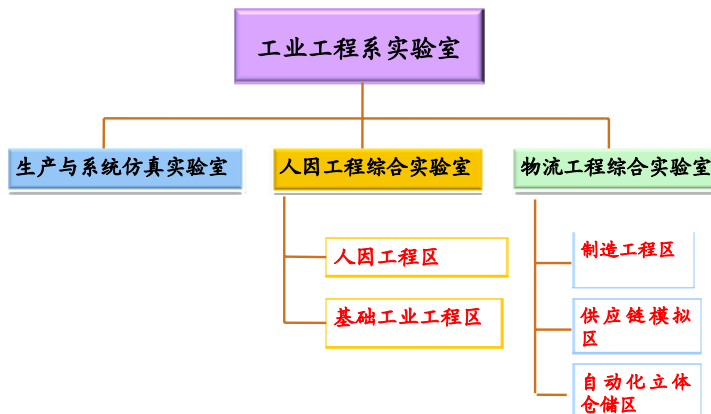 工业工程系实验室
生产与系统仿真实验室
人因工程综合实验室
物流工程综合实验室
人因工程区
基础工业工程区
制造工程区
供应链模拟
区
自动化立体
仓储区